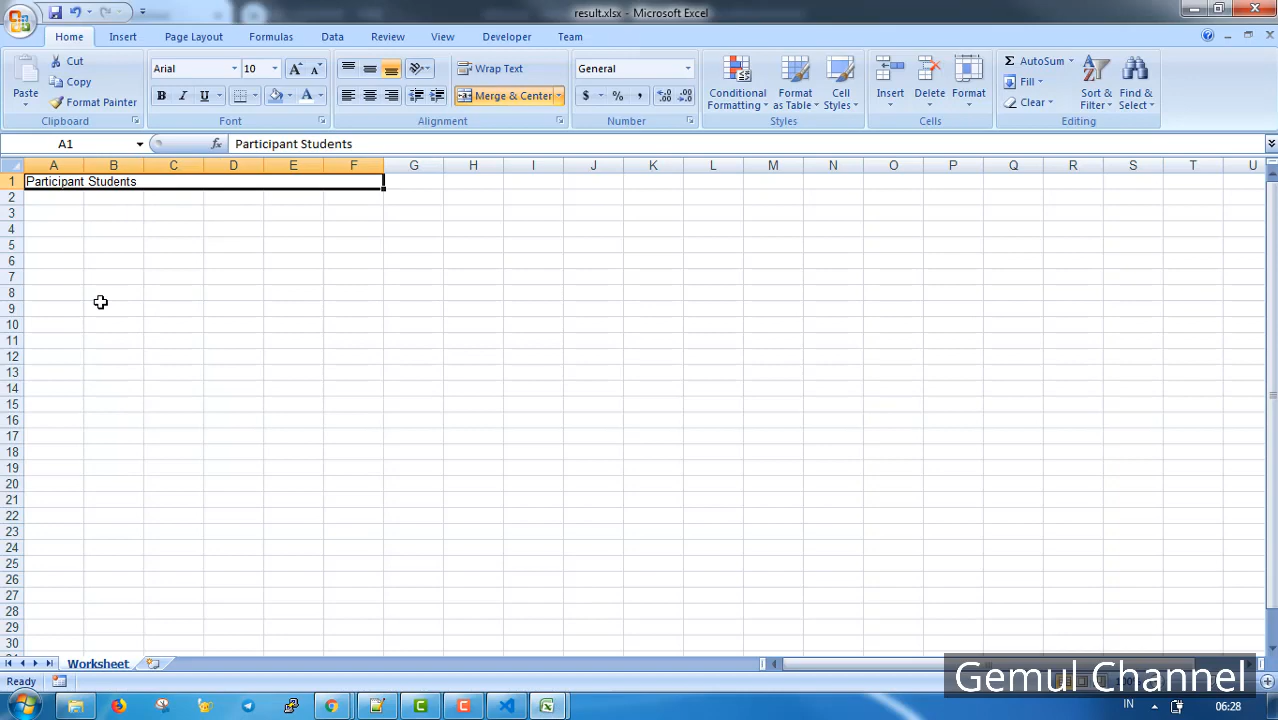 result.xlsx - Microsoft Excel
Home Insert Page Layout Formulas Data Review View Developer Team
Paste Cut Copy Format Painter
Arial 10
B I U A
Wrap Text
Merge & Center
General
$ % ,
Conditional Formatting Format as Table Cell Styles
Insert Delete Format
Σ AutoSum Fill Clear
Sort & Filter Find & Select
Clipboard Font Alignment Number Styles Cells Editing
A1 fx Participant Students
A B C D E F G H I J K L M N O P Q R S T U
1 Participant Students
2
3
4
5
6
7
8
9
10
11
12
13
14
15
16
17
18
19
20
21
22
23
24
25
26
27
28
29
30
Worksheet
Ready
Gemul Channel
IN 06:28